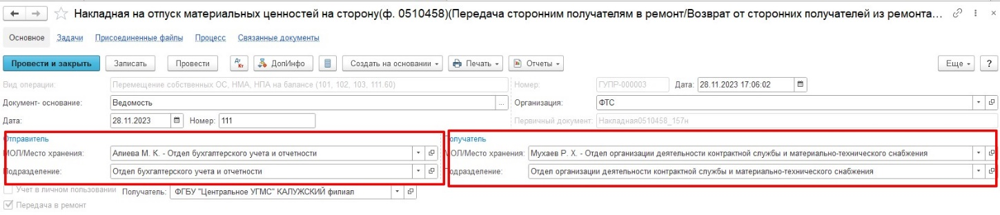 Накладная на отпуск материальных ценностей на сторону(ф. 0510458)(Передача сторонним получателям в ремонт/Возврат от сторонних получателей из ремонта...
Основное Задачи Присоединенные файлы Процесс Связанные документы
Провести и закрыть Записать Провести Дт Кт ДопИнфо Создать на основании Печать Отчеты Еще ?
Вид операции: Перемещение собственных ОС, НМА, НПА на балансе (101, 102, 103, 111.60) Номер: ГУПР-000003 Дата: 28.11.2023 17:06:02
Документ- основание: Ведомость ... Организация: ФТС
Дата: 28.11.2023 Номер: 111 Первичный документ: Накладная0510458_157н
Отправитель Получатель
МОЛ/Место хранения: Алиева М. К. - Отдел бухгалтерского учета и отчетности МОЛ/Место хранения: Мухаев Р. Х. - Отдел организации деятельности контрактной службы и материально-технического снабжения
Подразделение: Отдел бухгалтерского учета и отчетности Подразделение: Отдел организации деятельности контрактной службы и материально-технического снабжения
Учет в личном пользовании Получатель: ФГБУ "Центральное УГМС" КАЛУЖСКИЙ филиал
Передача в ремонт